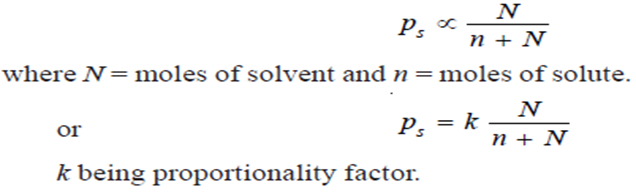 p_s ∝ N / (n + N)
where N = moles of solvent and n = moles of solute.
or p_s = k N / (n + N)
k being proportionality factor.